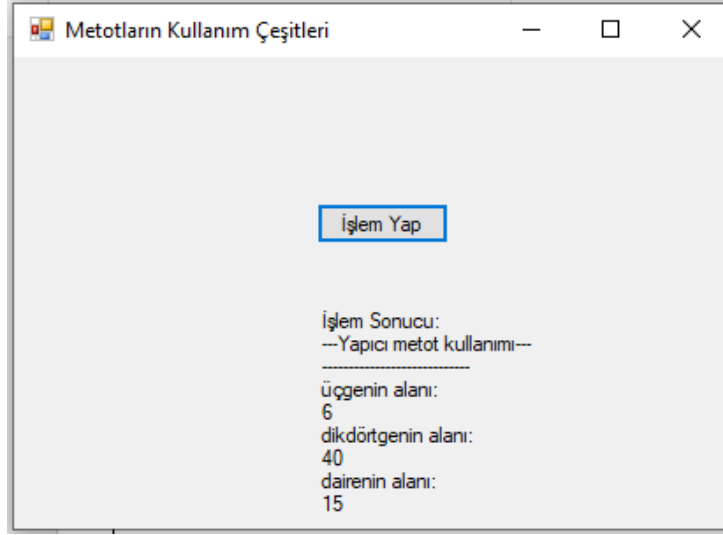 Metotların Kullanım Çeşitleri
İşlem Yap
İşlem Sonucu:
---Yapıcı metot kullanımı---
----------------------------
üçgenin alanı:
6
dikdörtgenin alanı:
40
dairenin alanı:
15